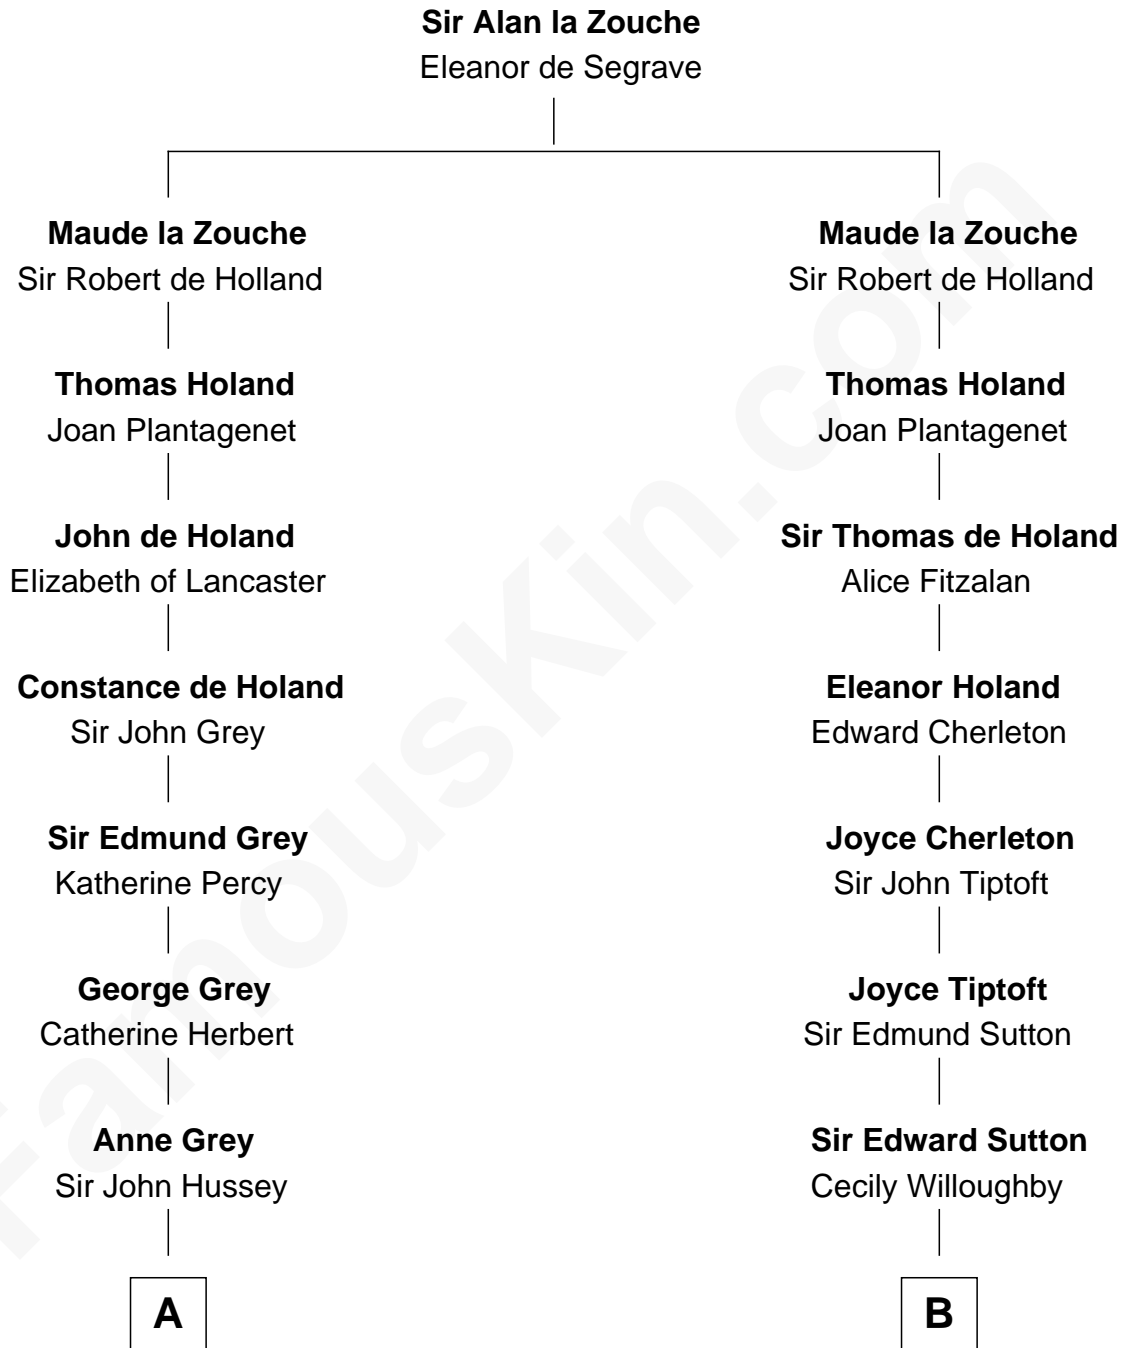 Sir Alan la Zouche
Eleanor de Segrave
Maude la Zouche
Sir Robert de Holland
Thomas Holand
Joan Plantagenet
John de Holand
Elizabeth of Lancaster
Constance de Holand
Sir John Grey
Sir Edmund Grey
Katherine Percy
George Grey
Catherine Herbert
Anne Grey
Sir John Hussey
A
Maude la Zouche
Sir Robert de Holland
Thomas Holand
Joan Plantagenet
Sir Thomas de Holand
Alice Fitzalan
Eleanor Holand
Edward Cherleton
Joyce Cherleton
Sir John Tiptoft
Joyce Tiptoft
Sir Edmund Sutton
Sir Edward Sutton
Cecily Willoughby
B
FamousKin.com